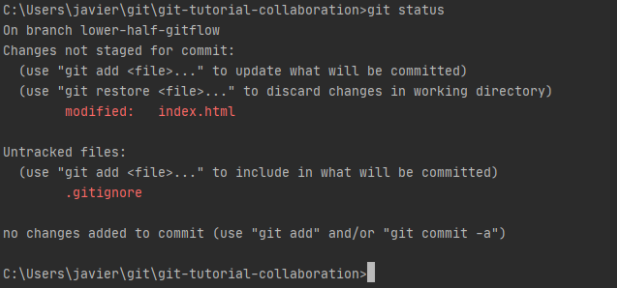 C:\Users\javier\git\git-tutorial-collaboration>git status
On branch lower-half-gitflow
Changes not staged for commit:
  (use "git add <file>..." to update what will be committed)
  (use "git restore <file>..." to discard changes in working directory)
        modified:   index.html

Untracked files:
  (use "git add <file>..." to include in what will be committed)
        .gitignore

no changes added to commit (use "git add" and/or "git commit -a")

C:\Users\javier\git\git-tutorial-collaboration>